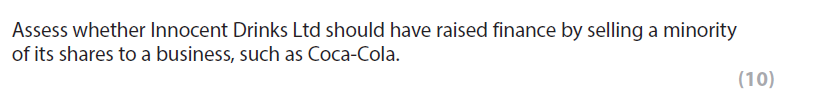 Assess whether Innocent Drinks Ltd should have raised finance by selling a minority
of its shares to a business, such as Coca-Cola.
(10)